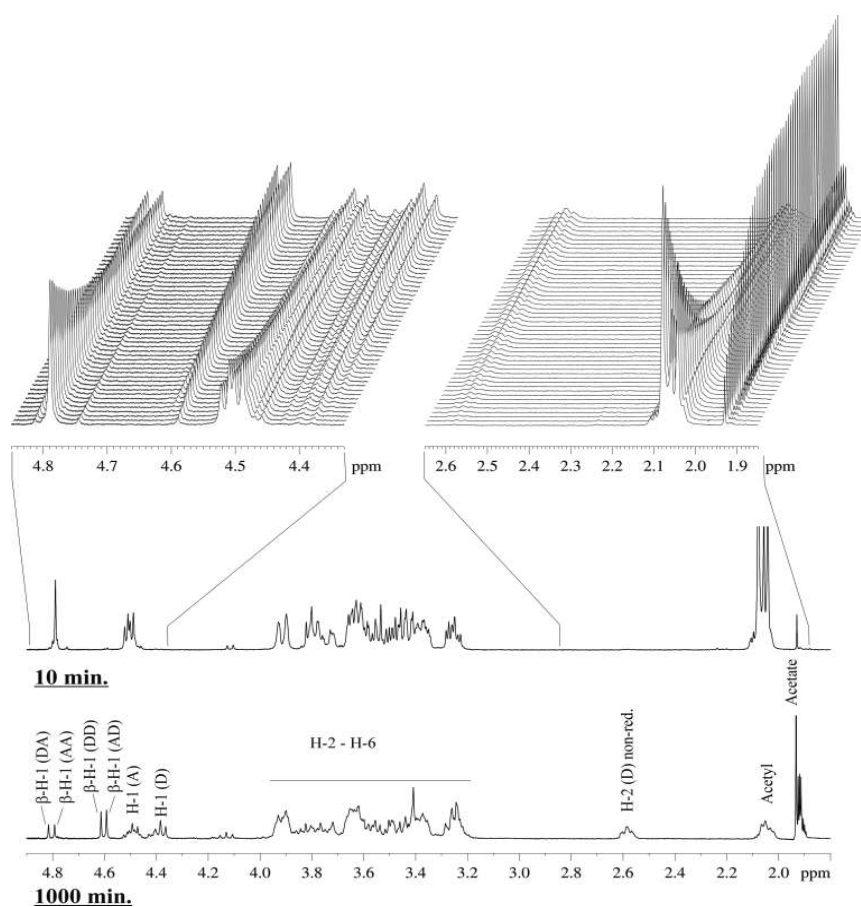 4.8 4.7 4.6 4.5 4.4 ppm
2.6 2.5 2.4 2.3 2.2 2.1 2.0 1.9 ppm
10 min.
β-H-1 (DA)
β-H-1 (AA)
β-H-1 (DD)
β-H-1 (AD)
H-1 (A)
H-1 (D)
H-2 - H-6
H-2 (D) non-red.
Acetyl
Acetate
4.8 4.6 4.4 4.2 4.0 3.8 3.6 3.4 3.2 3.0 2.8 2.6 2.4 2.2 2.0 ppm
1000 min.